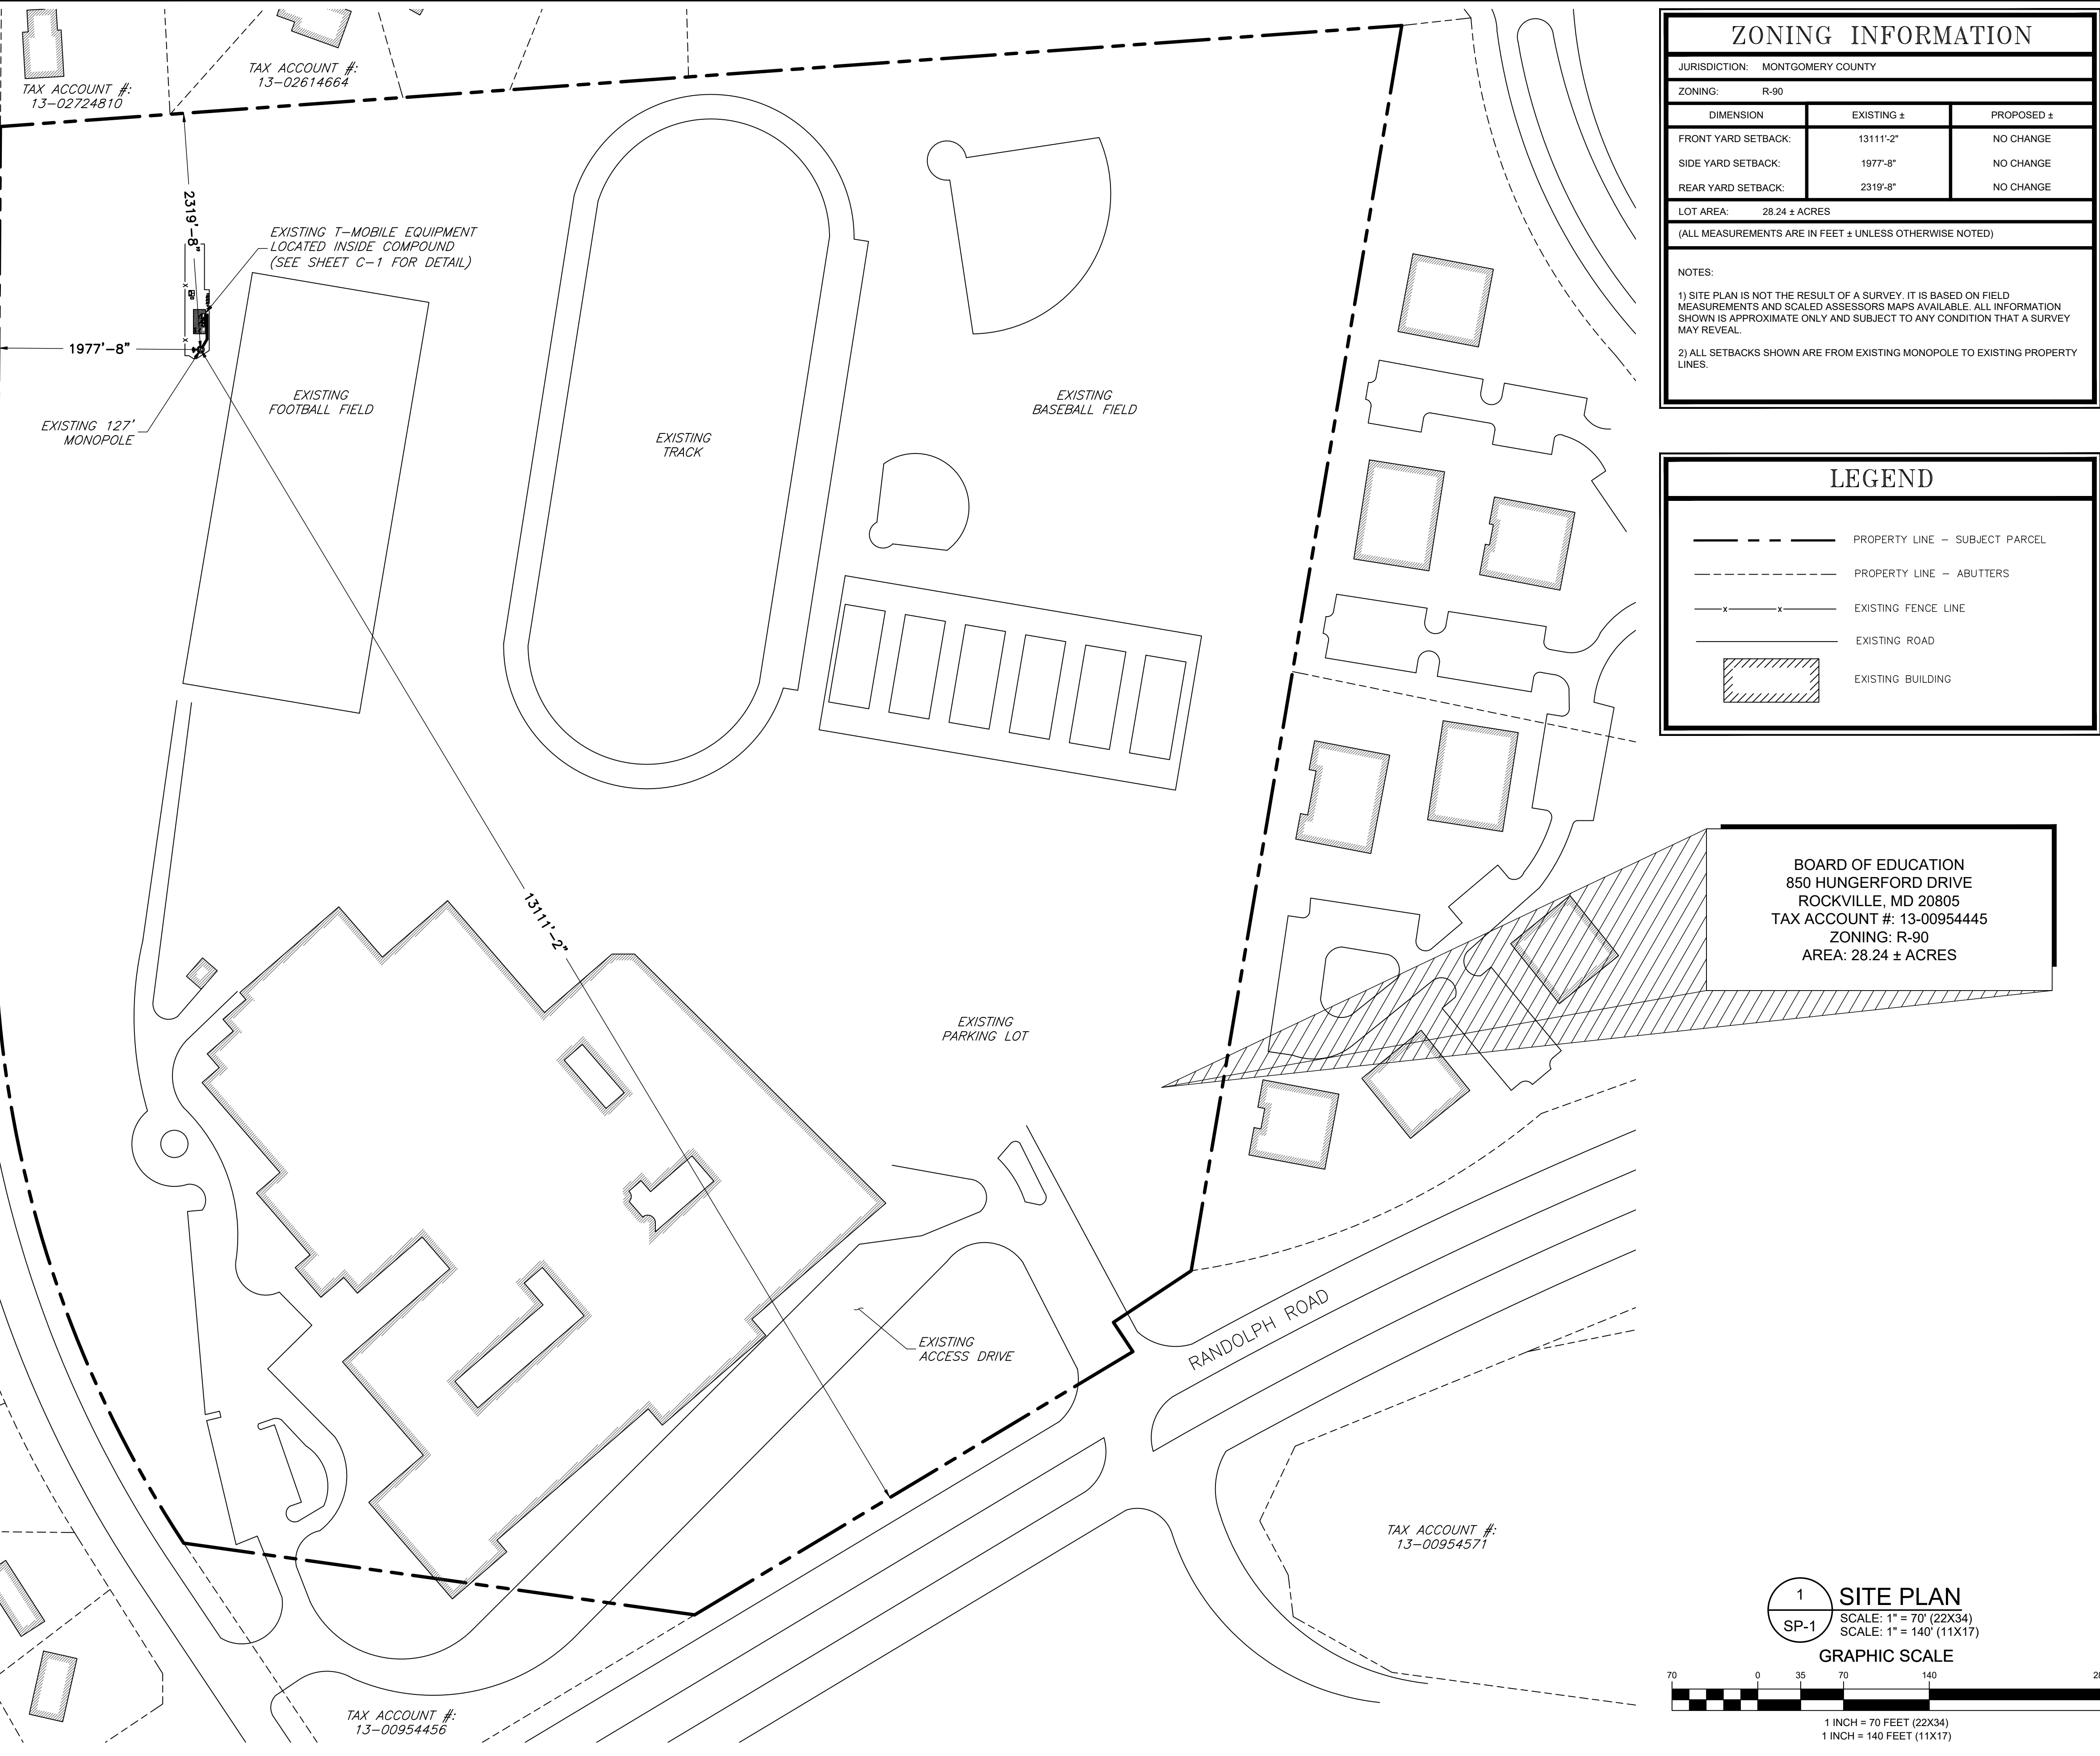 TAX ACCOUNT #:
13-02724810
TAX ACCOUNT #:
13-02614664
2319'-8"
EXISTING T-MOBILE EQUIPMENT
LOCATED INSIDE COMPOUND
(SEE SHEET C-1 FOR DETAIL)
1977'-8"
EXISTING 127'
MONOPOLE
EXISTING
FOOTBALL FIELD
EXISTING
TRACK
EXISTING
BASEBALL FIELD
13111'-2"
EXISTING
PARKING LOT
EXISTING
ACCESS DRIVE
RANDOLPH ROAD
TAX ACCOUNT #:
13-00954571
TAX ACCOUNT #:
13-00954456
ZONING INFORMATION
JURISDICTION: MONTGOMERY COUNTY
ZONING: R-90
DIMENSION EXISTING ± PROPOSED ±
FRONT YARD SETBACK: 13111'-2" NO CHANGE
SIDE YARD SETBACK: 1977'-8" NO CHANGE
REAR YARD SETBACK: 2319'-8" NO CHANGE
LOT AREA: 28.24 ± ACRES
(ALL MEASUREMENTS ARE IN FEET ± UNLESS OTHERWISE NOTED)
NOTES:
1) SITE PLAN IS NOT THE RESULT OF A SURVEY. IT IS BASED ON FIELD
MEASUREMENTS AND SCALED ASSESSORS MAPS AVAILABLE. ALL INFORMATION
SHOWN IS APPROXIMATE ONLY AND SUBJECT TO ANY CONDITION THAT A SURVEY
MAY REVEAL.
2) ALL SETBACKS SHOWN ARE FROM EXISTING MONOPOLE TO EXISTING PROPERTY
LINES.
LEGEND
PROPERTY LINE - SUBJECT PARCEL
PROPERTY LINE - ABUTTERS
x x EXISTING FENCE LINE
EXISTING ROAD
EXISTING BUILDING
BOARD OF EDUCATION
850 HUNGERFORD DRIVE
ROCKVILLE, MD 20805
TAX ACCOUNT #: 13-00954445
ZONING: R-90
AREA: 28.24 ± ACRES
1
SP-1
SITE PLAN
SCALE: 1" = 70' (22X34)
SCALE: 1" = 140' (11X17)
GRAPHIC SCALE
70 0 35 70 140
1 INCH = 70 FEET (22X34)
1 INCH = 140 FEET (11X17)